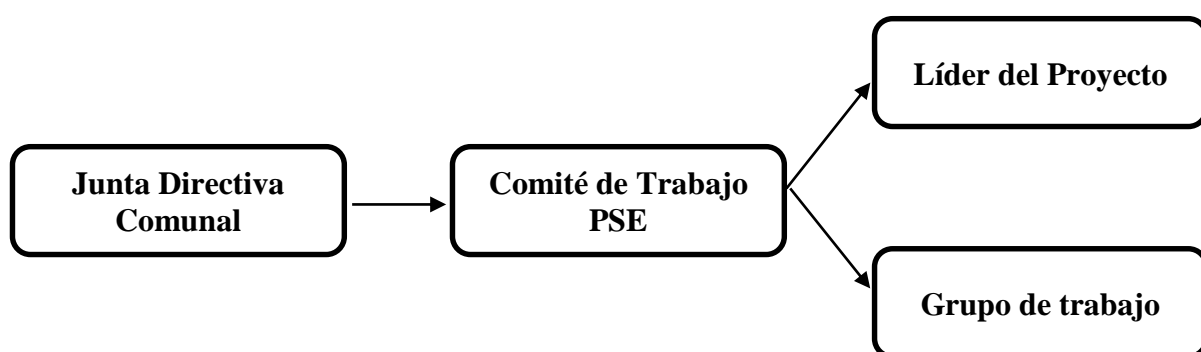 Junta Directiva
Comunal
Comité de Trabajo
PSE
Líder del Proyecto
Grupo de trabajo